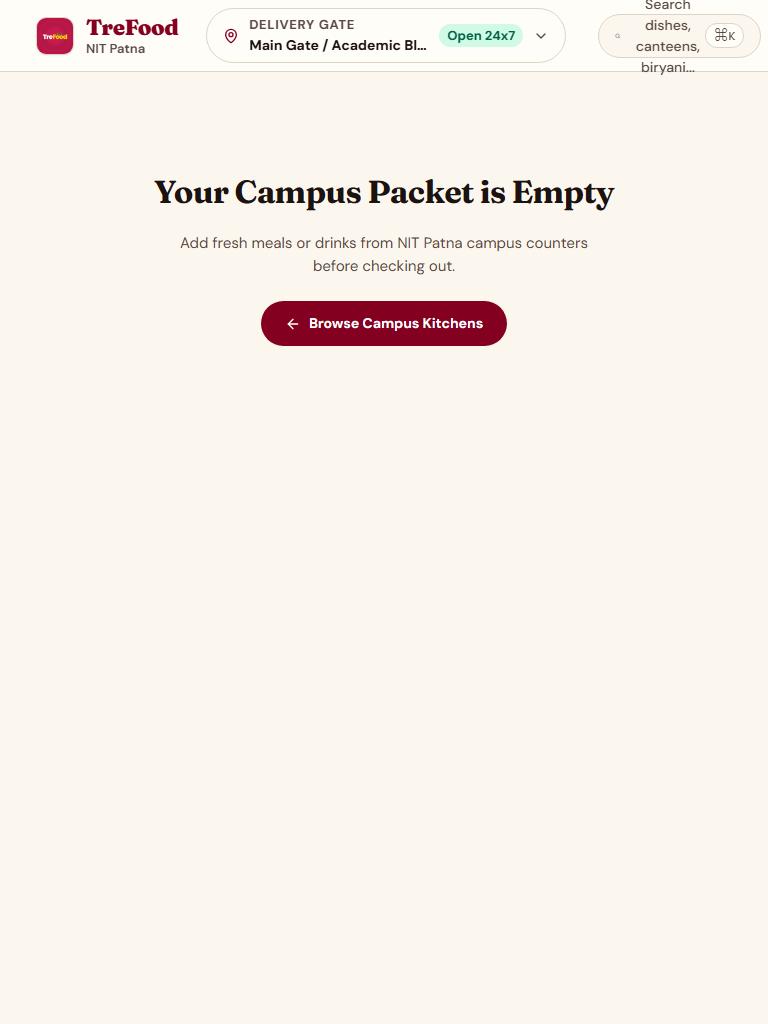 TreFood
TreFood
NIT Patna
DELIVERY GATE
Main Gate / Academic Bl...
Open 24x7
Search
dishes,
canteens,
biryani...
⌘K
Your Campus Packet is Empty
Add fresh meals or drinks from NIT Patna campus counters
before checking out.
Browse Campus Kitchens